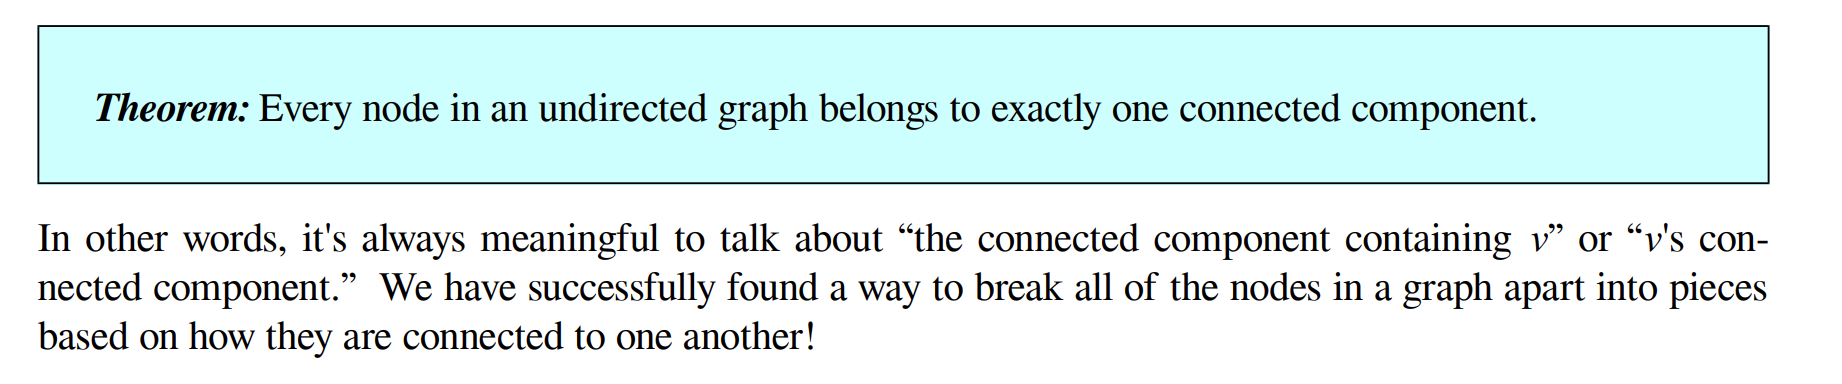 Theorem: Every node in an undirected graph belongs to exactly one connected component.
In other words, it's always meaningful to talk about “the connected component containing v” or “v's con-
nected component.” We have successfully found a way to break all of the nodes in a graph apart into pieces
based on how they are connected to one another!